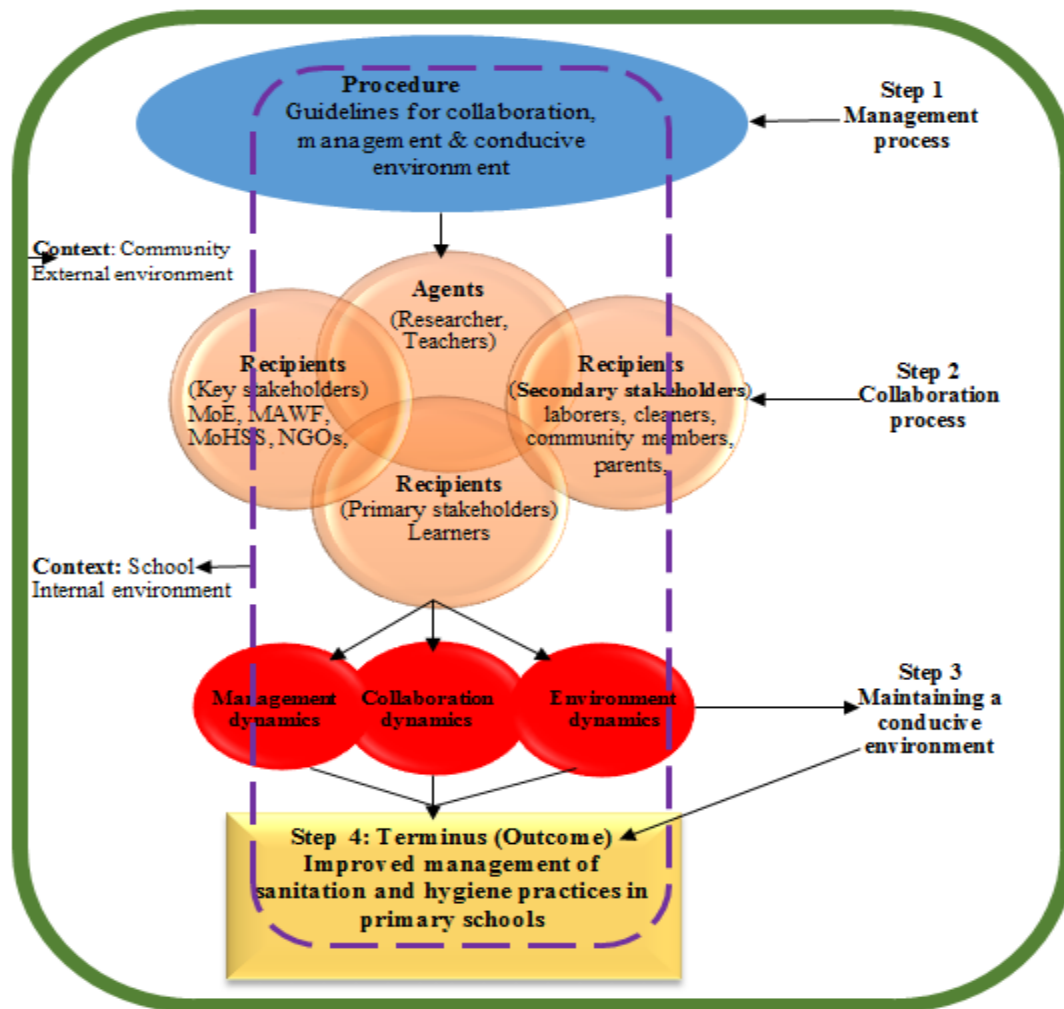 Procedure
Guidelines for collaboration,
management & conducive
environment
Step 1
Management
process
Context: Community
External environment
Agents
(Researcher,
Teachers)
Recipients
(Key stakeholders)
MoE, MAWF,
MoHSS, NGOs,
Recipients
(Secondary stakeholders)
laborers, cleaners,
community members,
parents,
Step 2
Collaboration
process
Recipients
(Primary stakeholders)
Learners
Context: School
Internal environment
Management
dynamics
Collaboration
dynamics
Environment
dynamics
Step 3
Maintaining a
conducive
environment
Step 4: Terminus (Outcome)
Improved management of
sanitation and hygiene practices in
primary schools